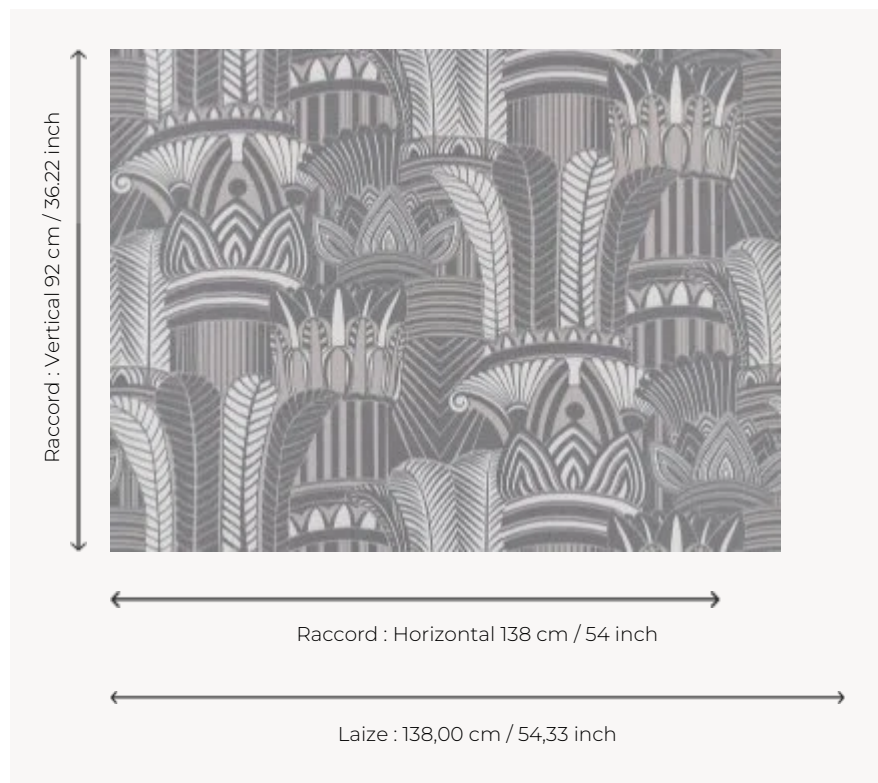 Raccord : Vertical 92 cm / 36.22 inch
Raccord : Horizontal 138 cm / 54 inch
Laize : 138,00 cm / 54,33 inch